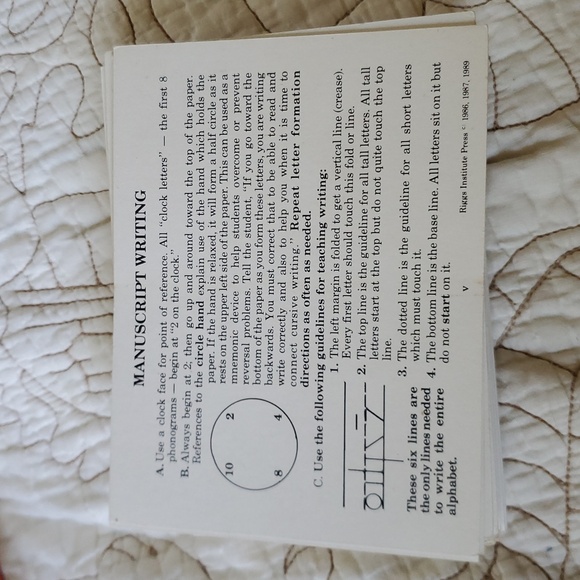 MANUSCRIPT WRITING
A. Use a clock face for point of reference. All "clock letters" — the first 8
phonograms — begin at "2 on the clock."
B. Always begin at 2; then go up and around toward the top of the paper.
References to the circle hand explain use of the hand which holds the
paper. If the hand is relaxed, it will form a half circle as it
rests on the upper left side of the paper. This can be used as a
mnemonic device to help students overcome or prevent
reversal problems. Tell the student, "If you go toward the
bottom of the paper as you form these letters, you are writing
backwards. You must correct that to be able to read and
write correctly and also to help you when it is time to
connect cursive writing." Repeat letter formation
directions as often as needed.
10 2
8 4
C. Use the following guidelines for teaching writing:
1. The left margin is folded to get a vertical line (crease).
Every first letter should touch this fold or line.
2. The top line is the guideline for all tall letters. All tall
letters start at the top but do not quite touch the top
line.
3. The dotted line is the guideline for all short letters
which must touch it.
4. The bottom line is the base line. All letters sit on it but
do not start on it.
These six lines are
the only lines needed
to write the entire
alphabet.
v
Riggs Institute Press © 1986, 1987, 1989